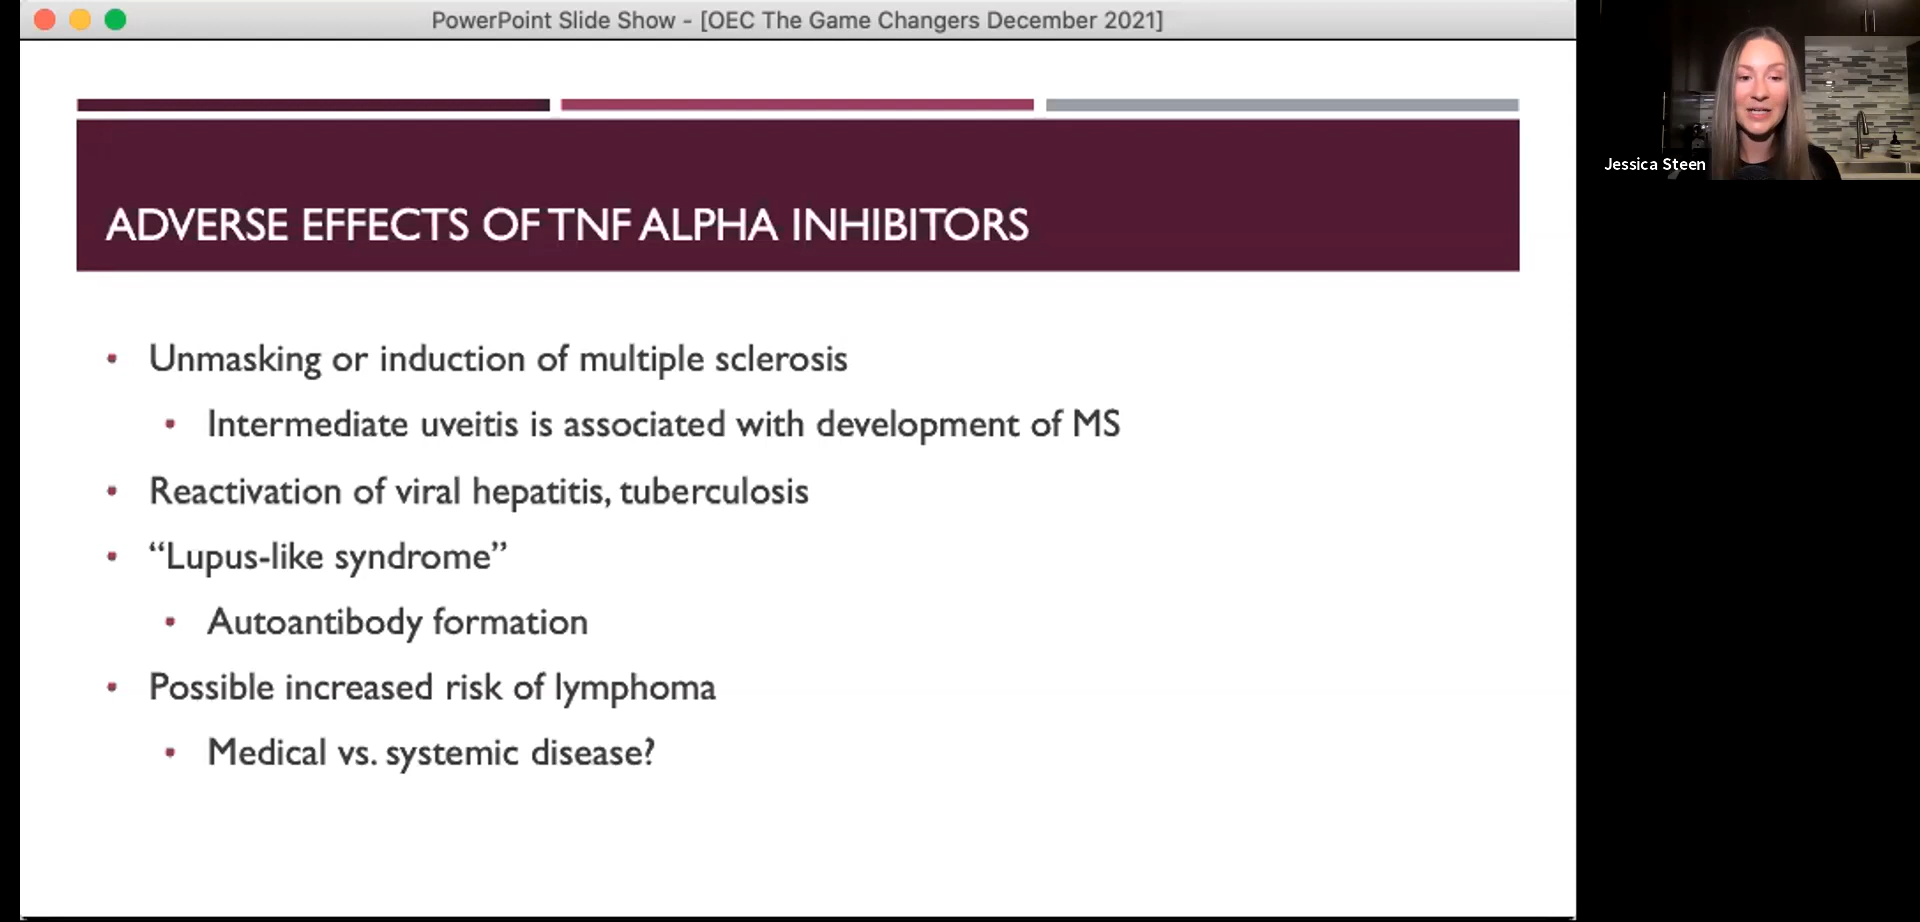 PowerPoint Slide Show - [OEC The Game Changers December 2021]
Jessica Steen
ADVERSE EFFECTS OF TNF ALPHA INHIBITORS
• Unmasking or induction of multiple sclerosis
• Intermediate uveitis is associated with development of MS
• Reactivation of viral hepatitis, tuberculosis
• “Lupus-like syndrome”
• Autoantibody formation
• Possible increased risk of lymphoma
• Medical vs. systemic disease?